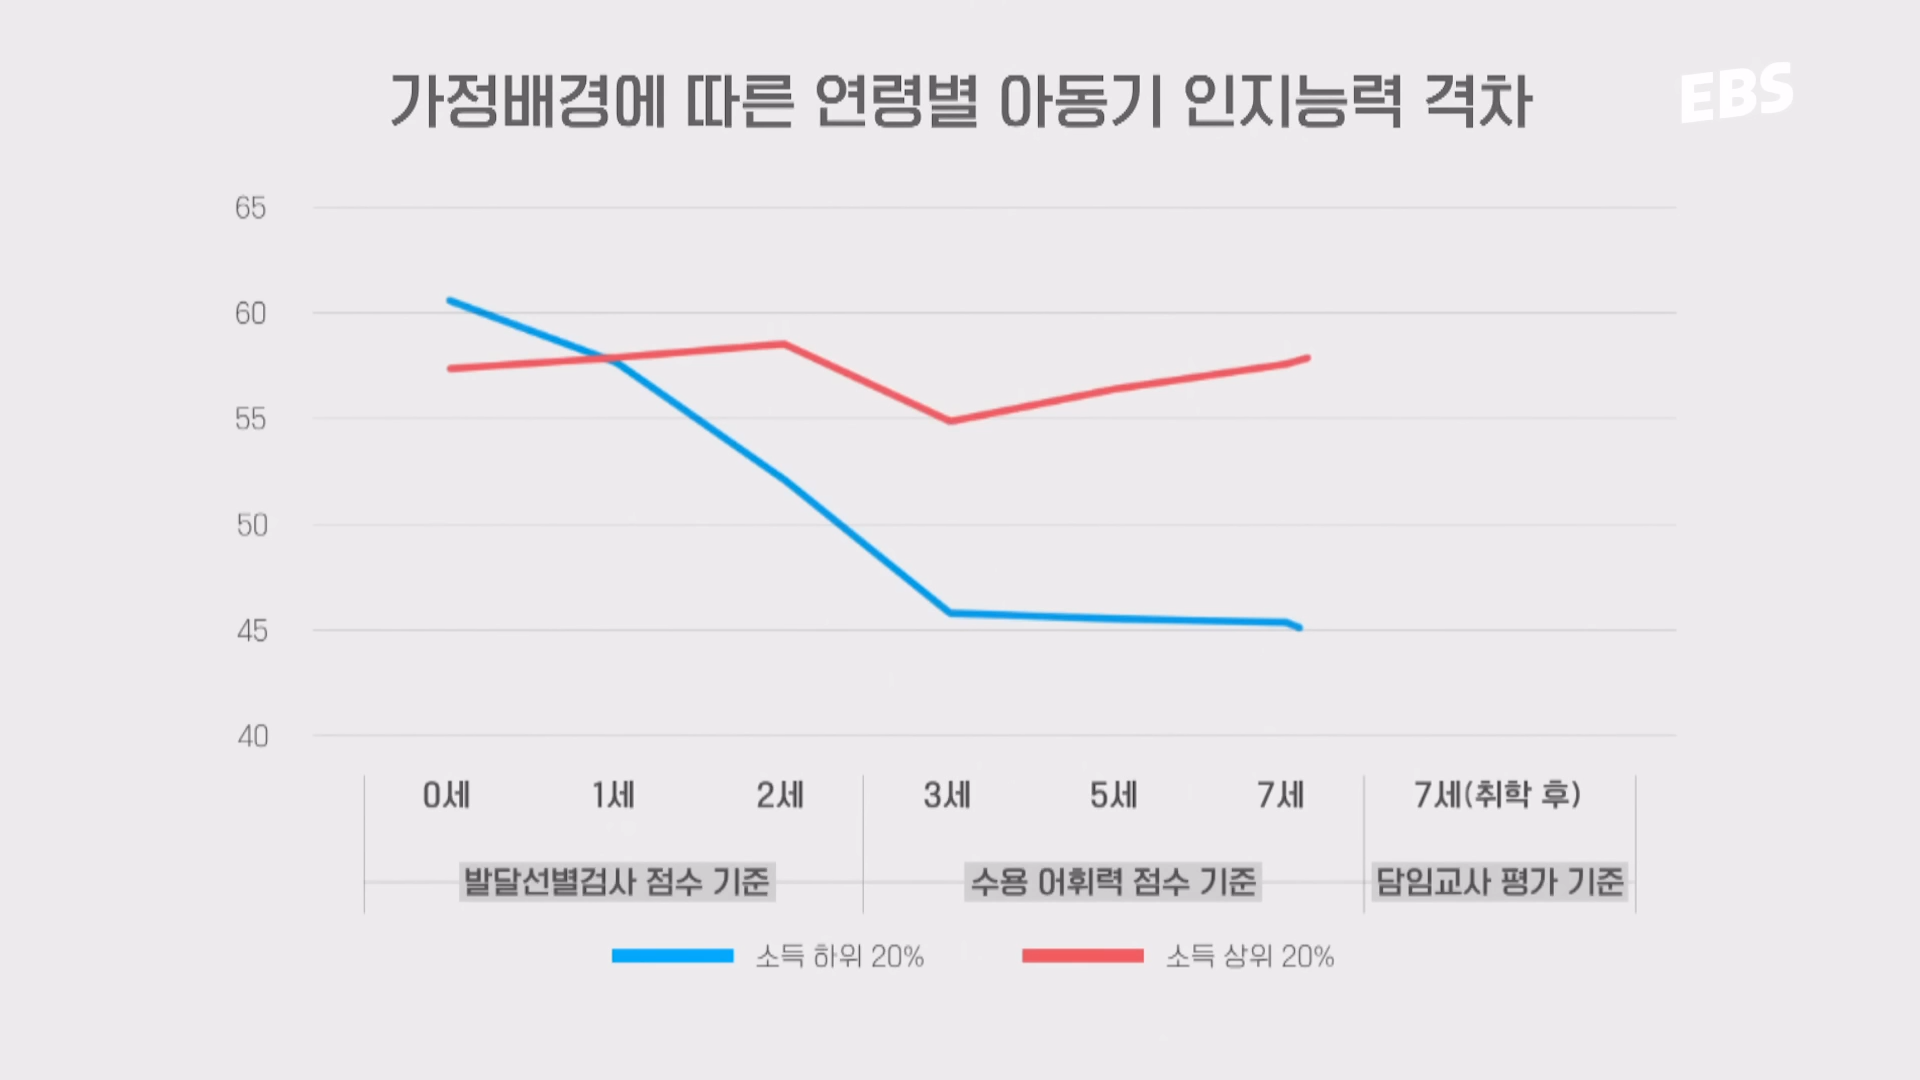 가정배경에 따른 연령별 아동기 인지능력 격차
EBS
65
60
55
50
45
40
0세 1세 2세 3세 5세 7세 7세(취학 후)
발달선별검사 점수 기준 수용 어휘력 점수 기준 담임교사 평가 기준
소득 하위 20% 소득 상위 20%